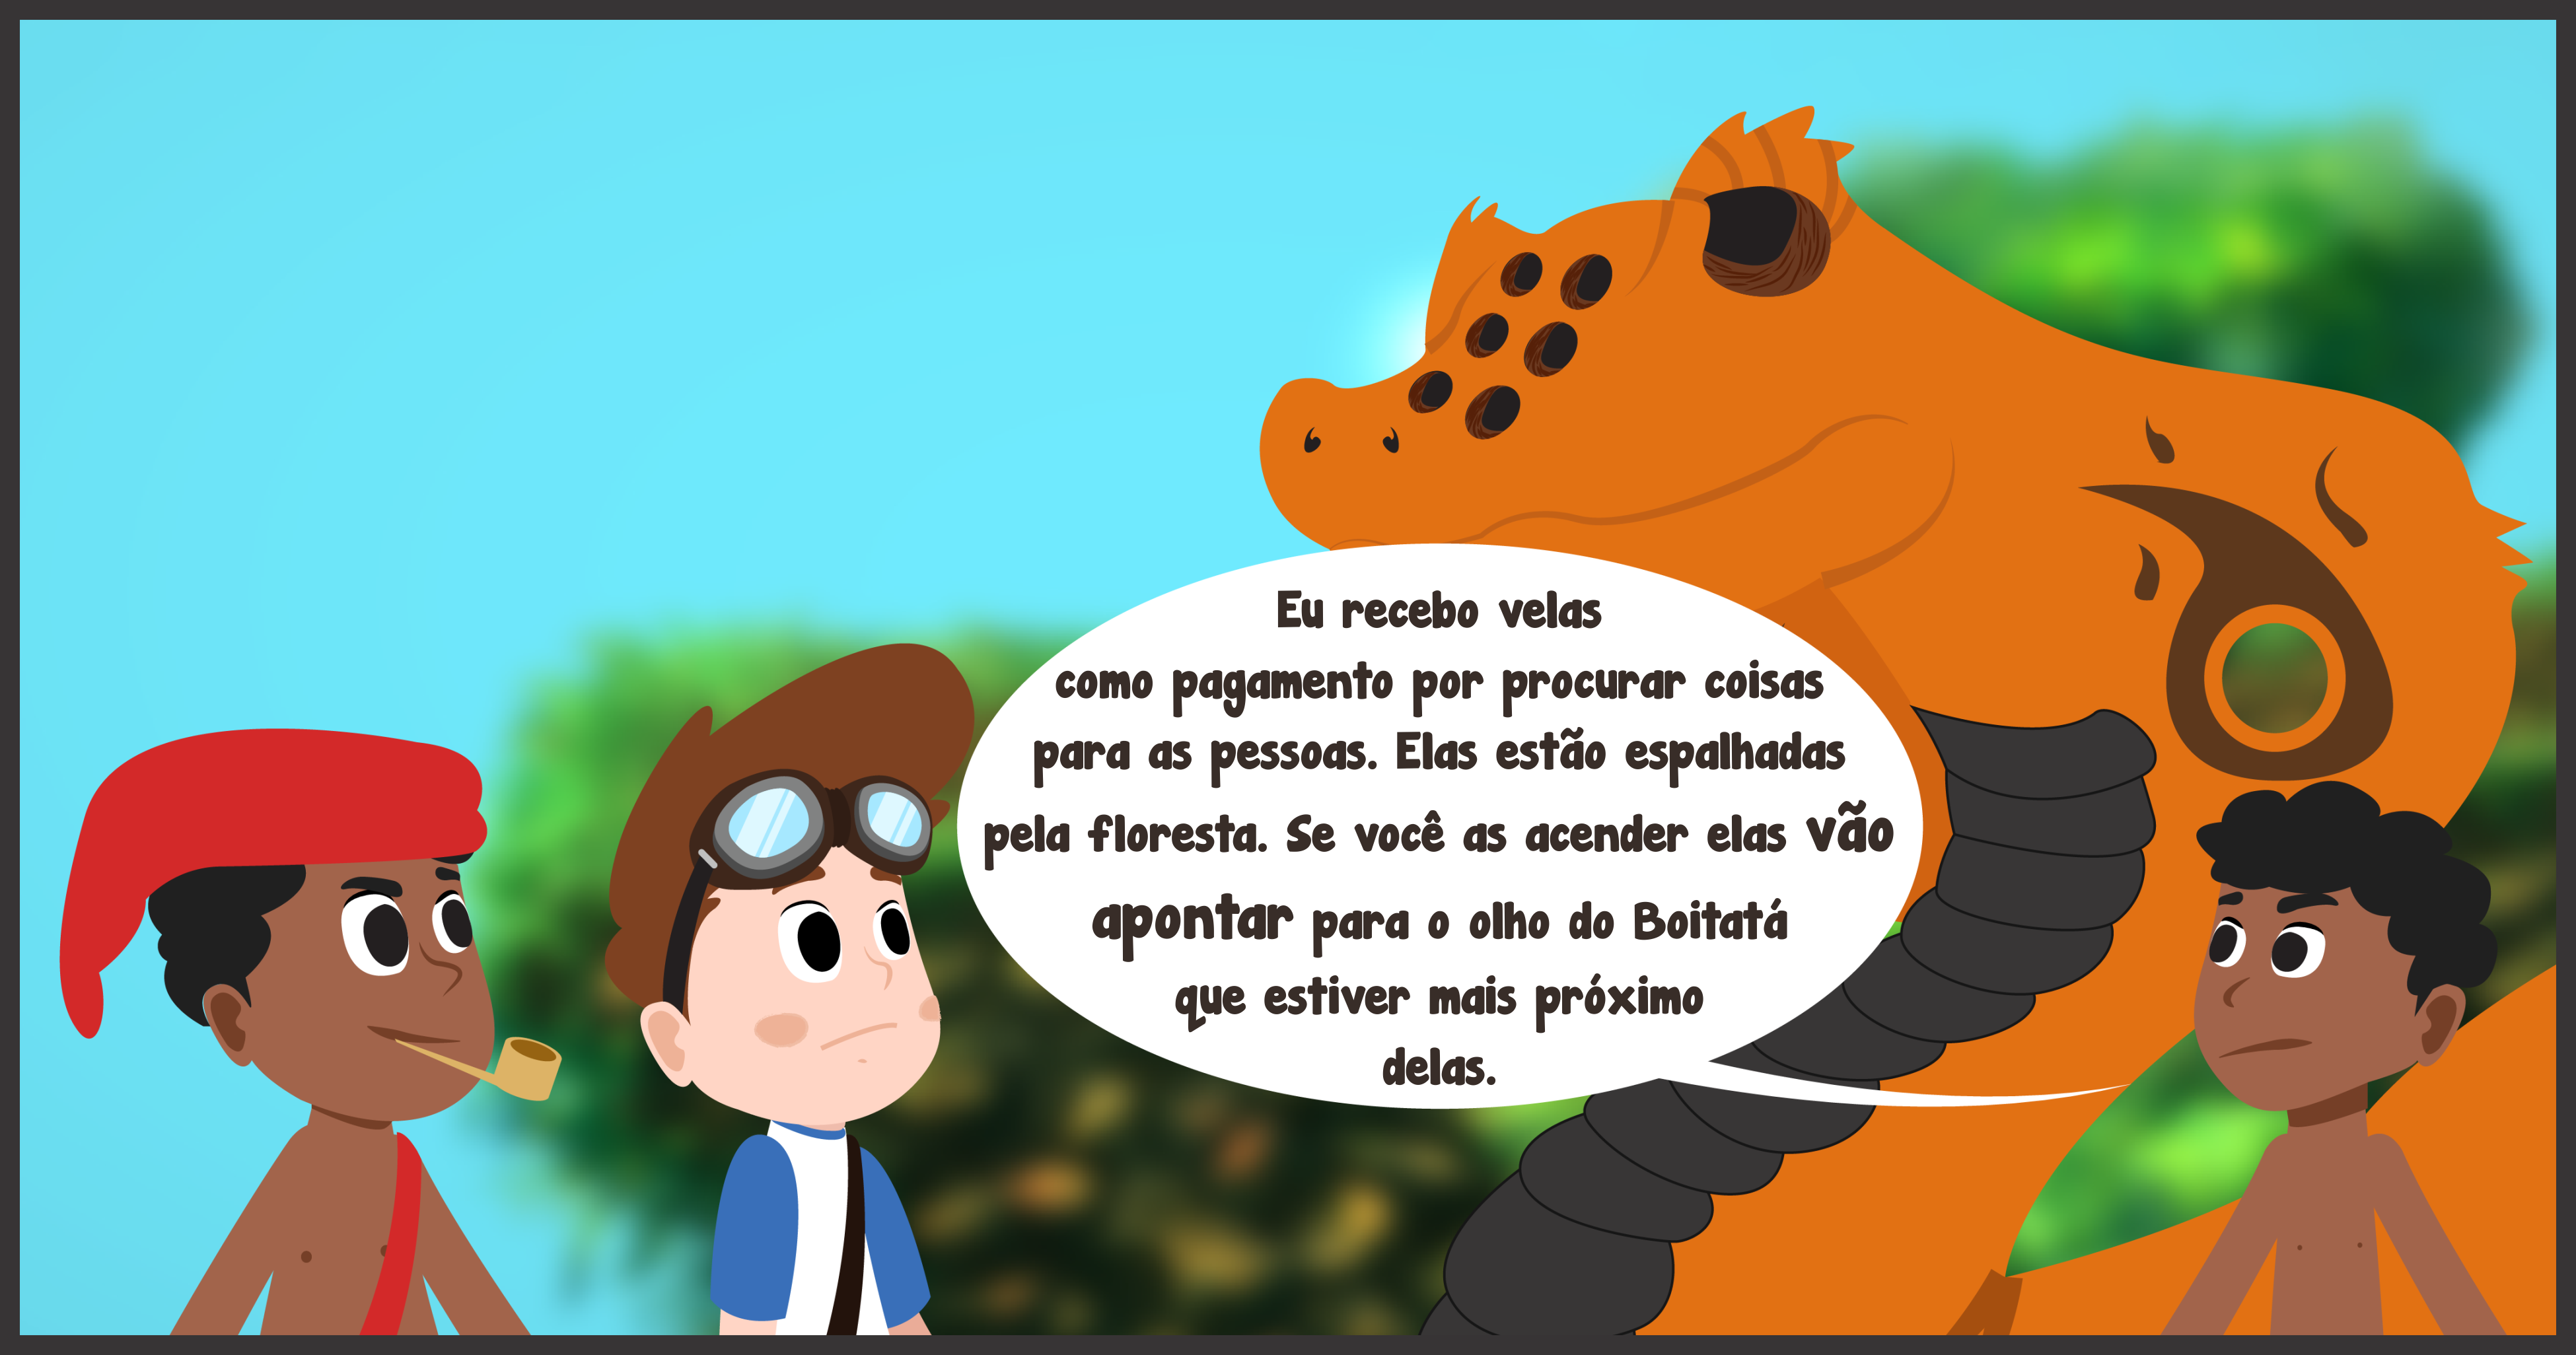 Eu recebo velas
como pagamento por procurar coisas
para as pessoas. Elas estão espalhadas
pela floresta. Se você as acender elas vão
apontar para o olho do Boitatá
que estiver mais próximo
delas.